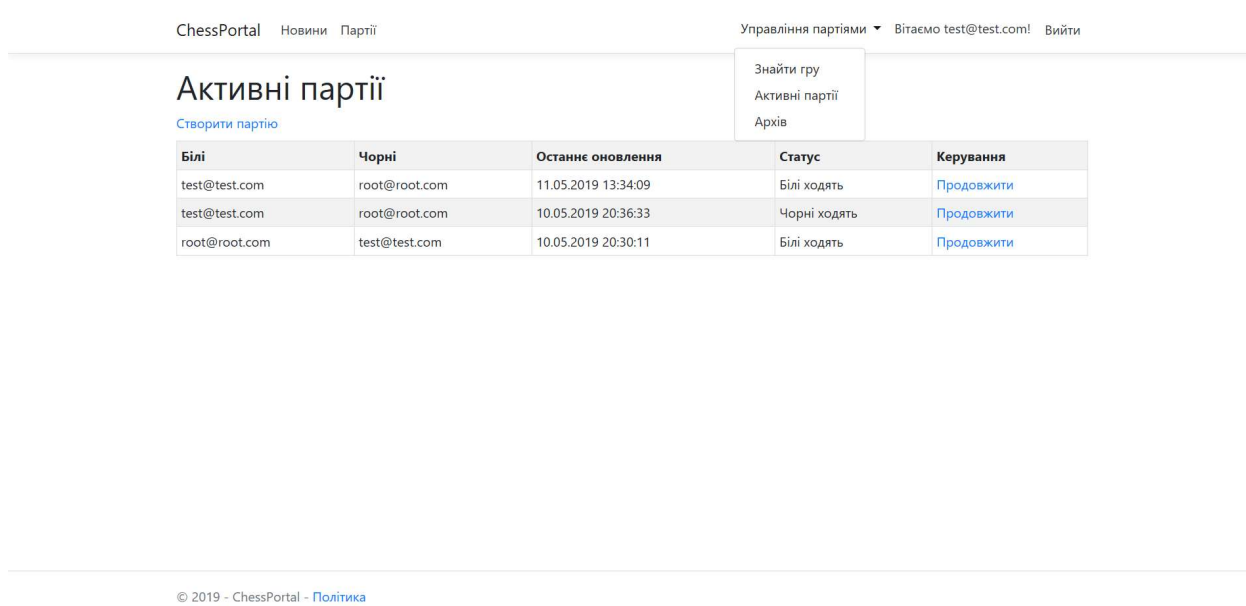 ChessPortal Новини Партії Управління партіями Вітаємо test@test.com! Вийти
Знайти гру
Активні партії
Архів
Активні партії
Створити партію
Білі Чорні Останнє оновлення Статус Керування
test@test.com root@root.com 11.05.2019 13:34:09 Білі ходять Продовжити
test@test.com root@root.com 10.05.2019 20:36:33 Чорні ходять Продовжити
root@root.com test@test.com 10.05.2019 20:30:11 Білі ходять Продовжити
© 2019 - ChessPortal - Політика